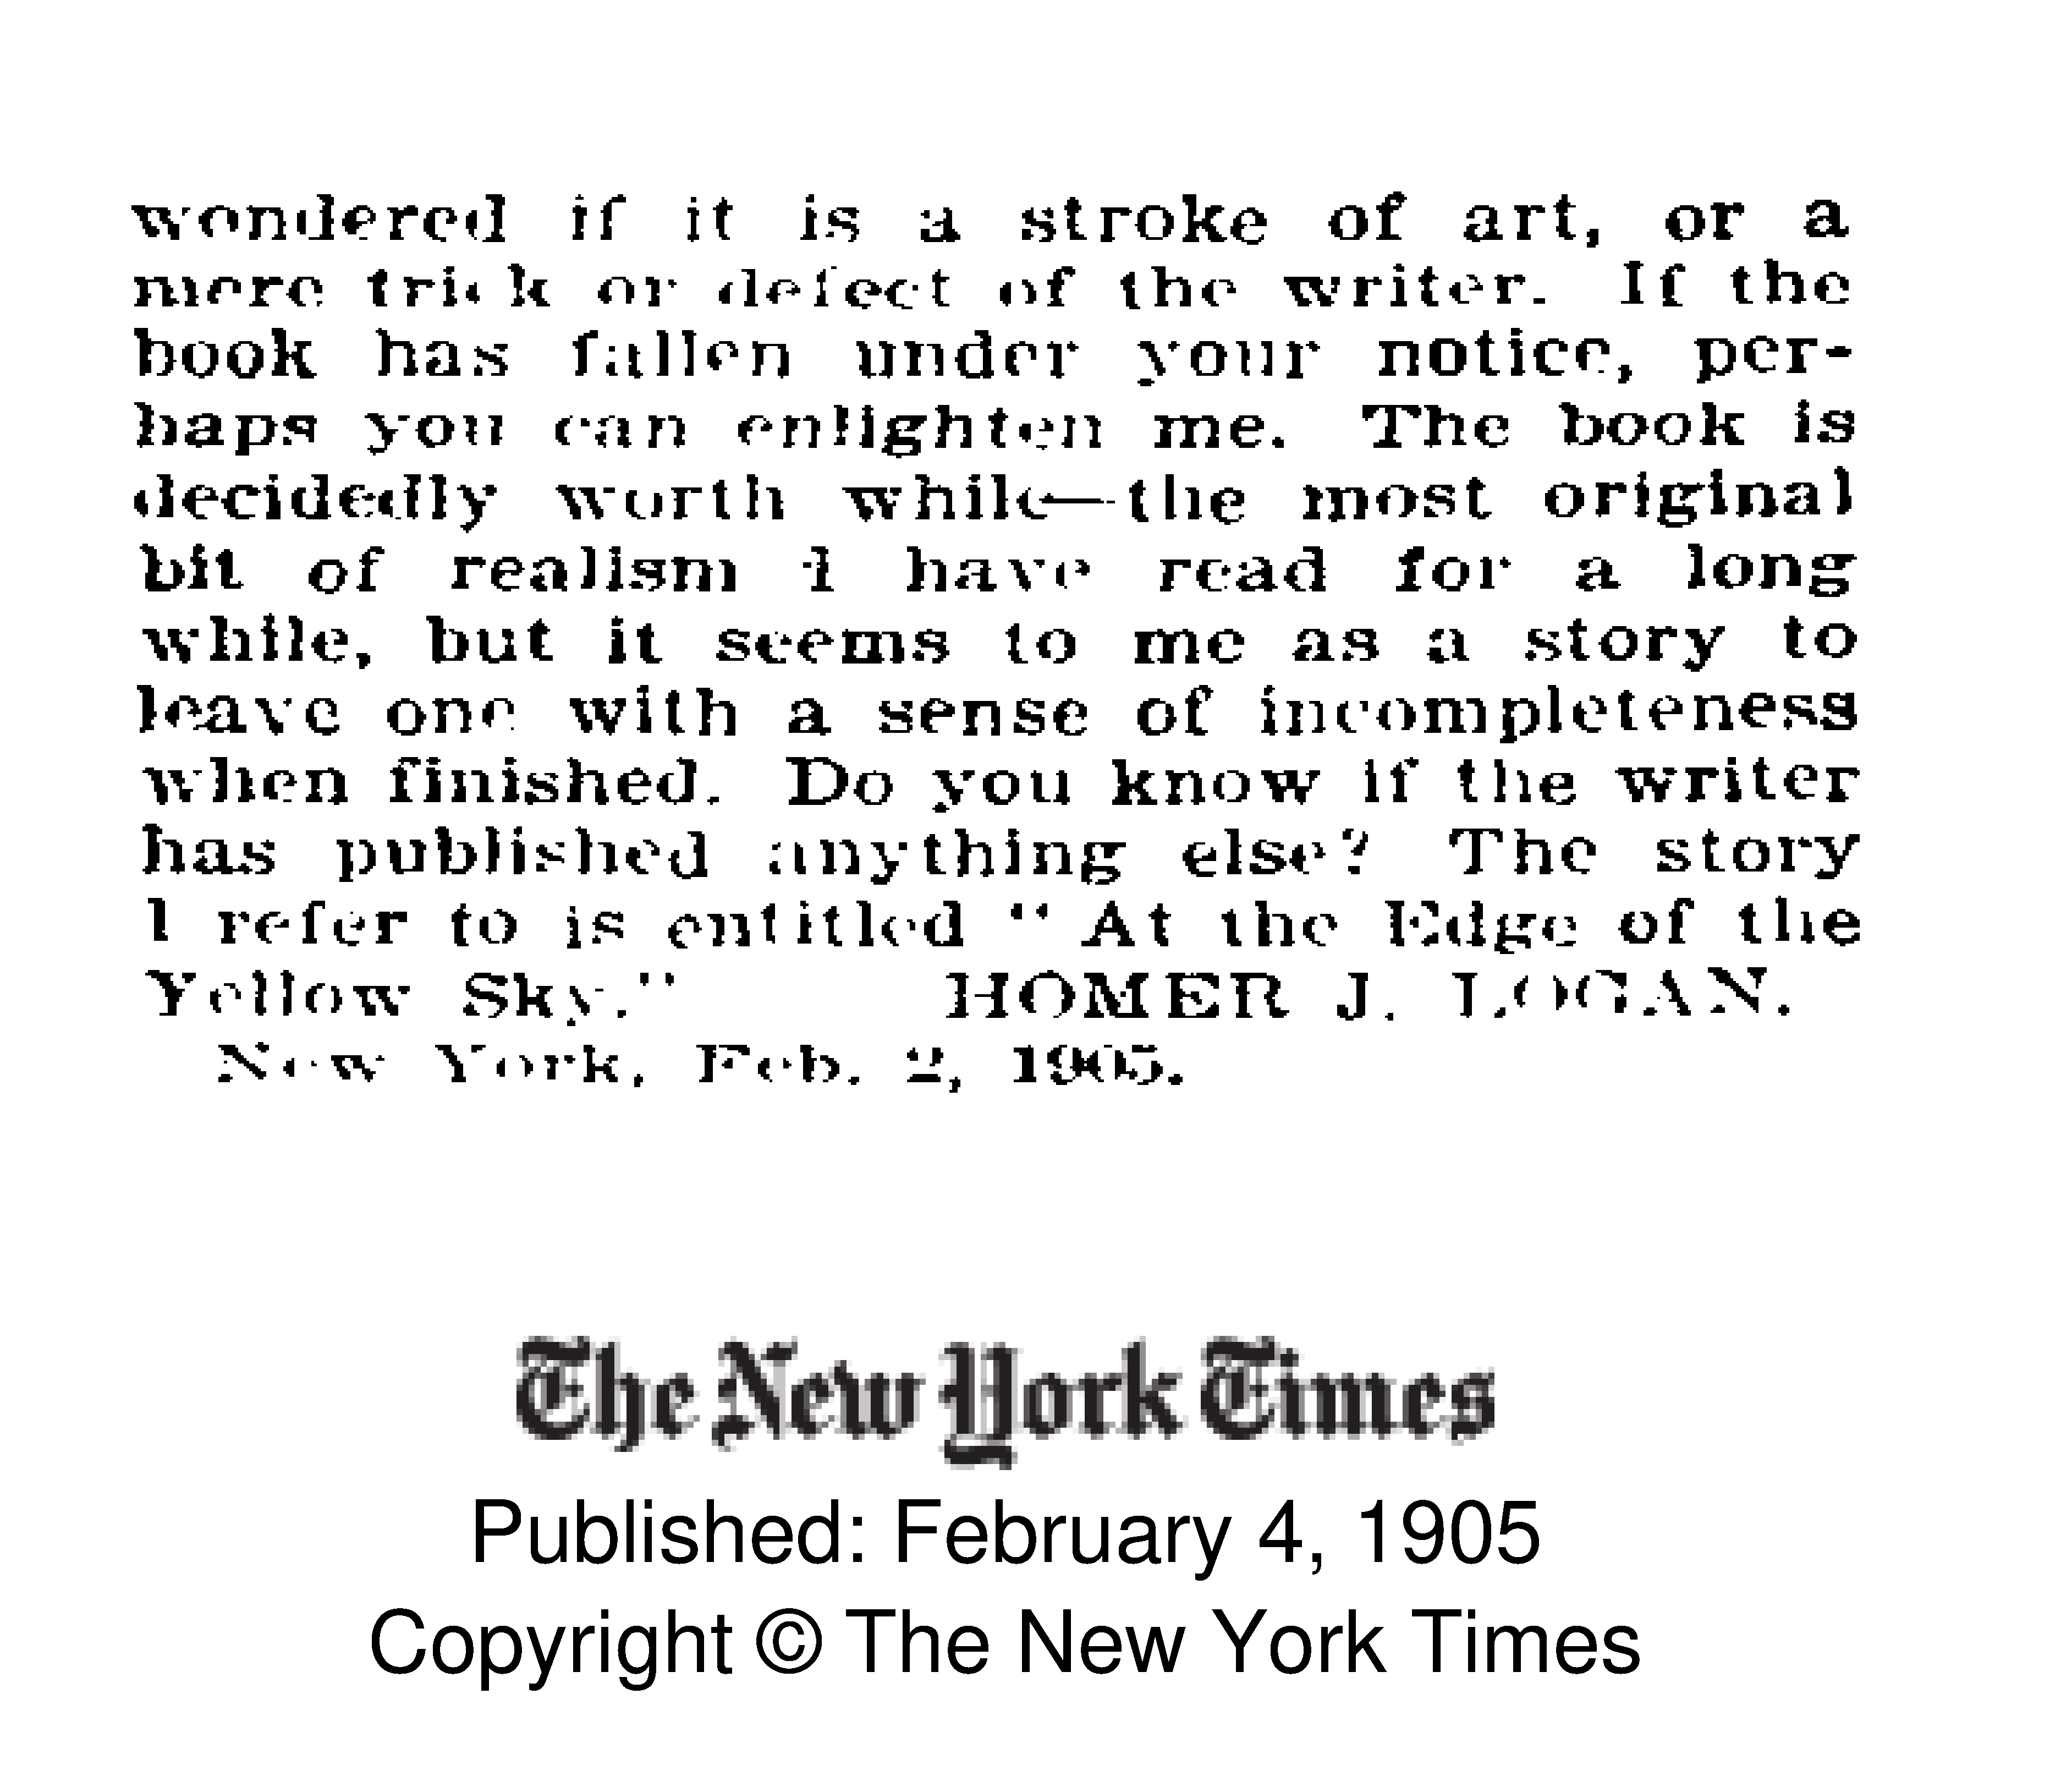 wondered if it is a stroke of art, or a
mere trick or defect of the writer. If the
book has fallen under your notice, per-
haps you can enlighten me. The book is
decidedly worth while—the most original
bit of realism I have read for a long
while, but it seems to me as a story to
leave one with a sense of incompleteness
when finished. Do you know if the writer
has published anything else? The story
I refer to is entitled "At the Edge of the
Yellow Sky." HOMER J. LOGAN.
New York, Feb. 2, 1905.
The New York Times
Published: February 4, 1905
Copyright © The New York Times